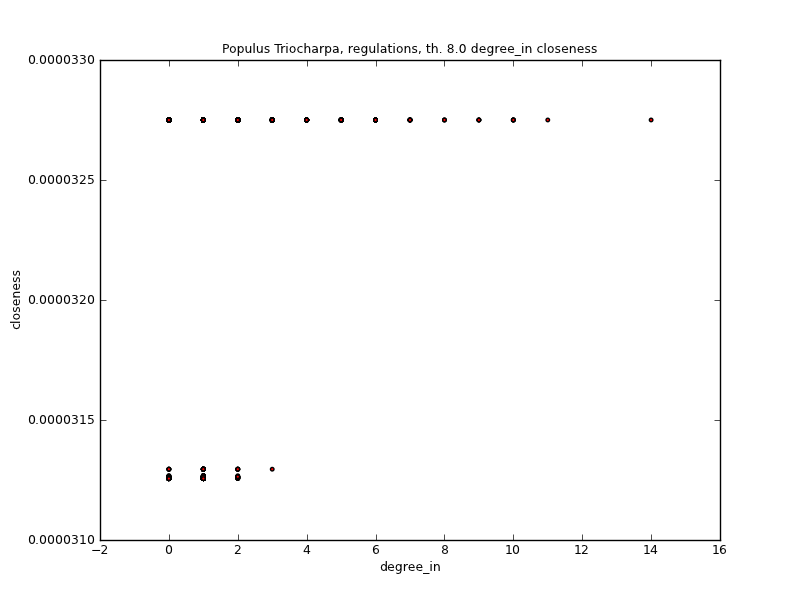 Populus Triocharpa, regulations, th. 8.0 degree_in closeness
0.0000330
0.0000325
0.0000320
0.0000315
0.0000310
closeness
−2 0 2 4 6 8 10 12 14 16
degree_in